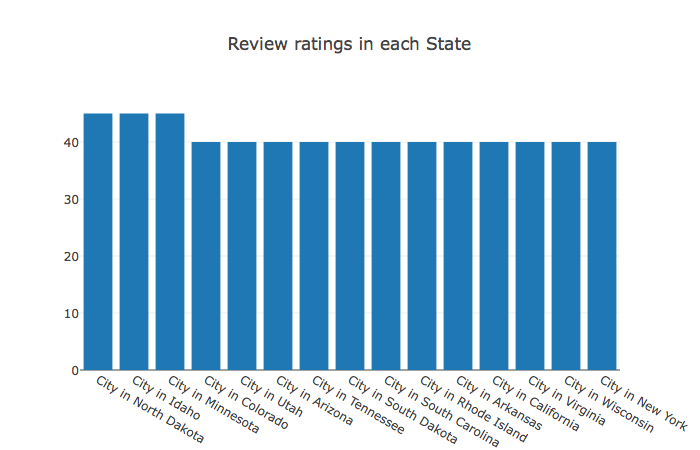 Review ratings in each State
40
30
20
10
0
City in North Dakota
City in Idaho
City in Minnesota
City in Colorado
City in Utah
City in Arizona
City in Tennessee
City in South Dakota
City in South Carolina
City in Rhode Island
City in Arkansas
City in California
City in Virginia
City in Wisconsin
City in New York